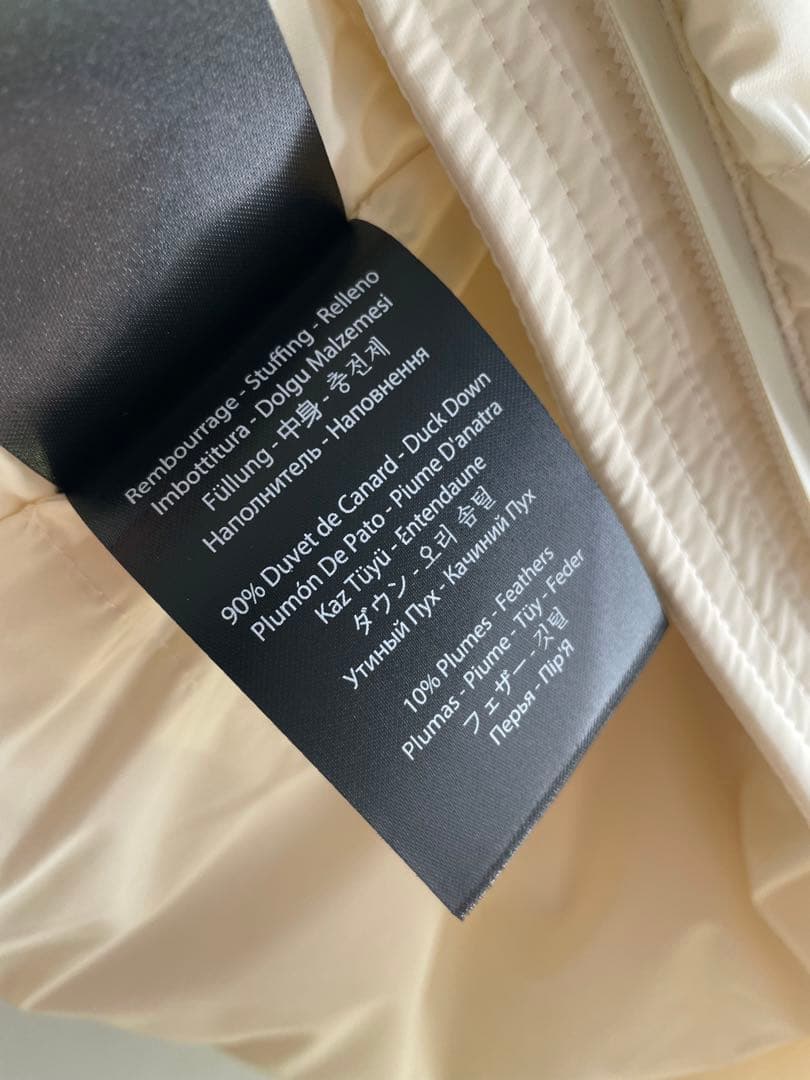 Rembourrage - Stuffing - Relleno
Imbottitura - Dolgu Malzemesi
Füllung - 中身 - 충전제
Наполнитель - Наповнення
90% Duvet de Canard - Duck Down
Plumón De Pato - Piume D'anatra
Kaz Tüyü - Entendaune
ダウン - 오리 솜털
Утиный Пух - Качиний Пух
10% Plumes - Feathers
Plumas - Piume - Tüy - Feder
フェザー - 깃털
Перья - Пір'Я